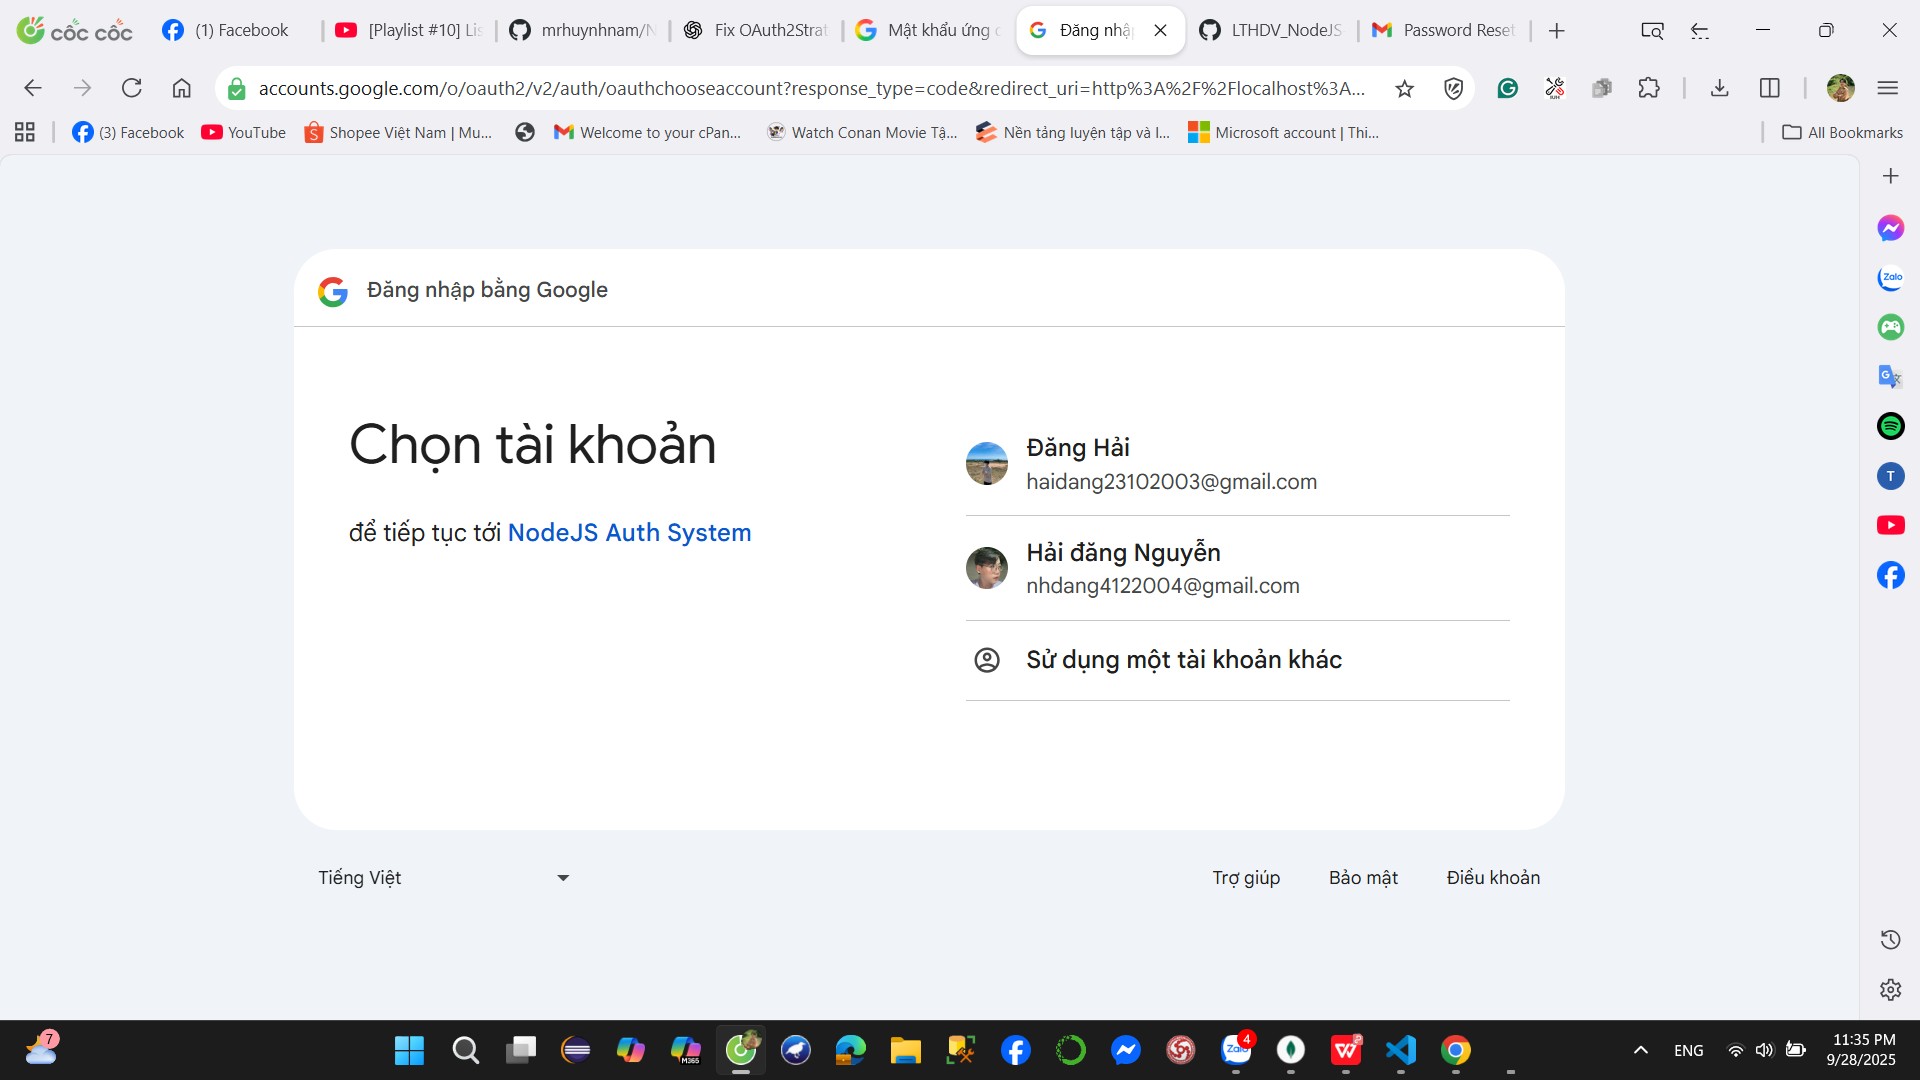 cốc cốc
(1) Facebook
[Playlist #10] Lis
mrhuynhnam/N
Fix OAuth2Strat
Mật khẩu ứng c
Đăng nhậ
LTHDV_NodeJS
Password Reset
accounts.google.com/o/oauth2/v2/auth/oauthchooseaccount?response_type=code&redirect_uri=http%3A%2F%2Flocalhost%3A...
(3) Facebook
YouTube
Shopee Việt Nam | Mu...
Welcome to your cPan...
Watch Conan Movie Tậ...
Nền tảng luyện tập và l...
Microsoft account | Thi...
All Bookmarks
Đăng nhập bằng Google
Chọn tài khoản
để tiếp tục tới NodeJS Auth System
Đăng Hải
haidang23102003@gmail.com
Hải đăng Nguyễn
nhdang4122004@gmail.com
Sử dụng một tài khoản khác
Tiếng Việt
Trợ giúp
Bảo mật
Điều khoản
Zalo
T
7
M365
Zalo
4
ENG
11:35 PM
9/28/2025